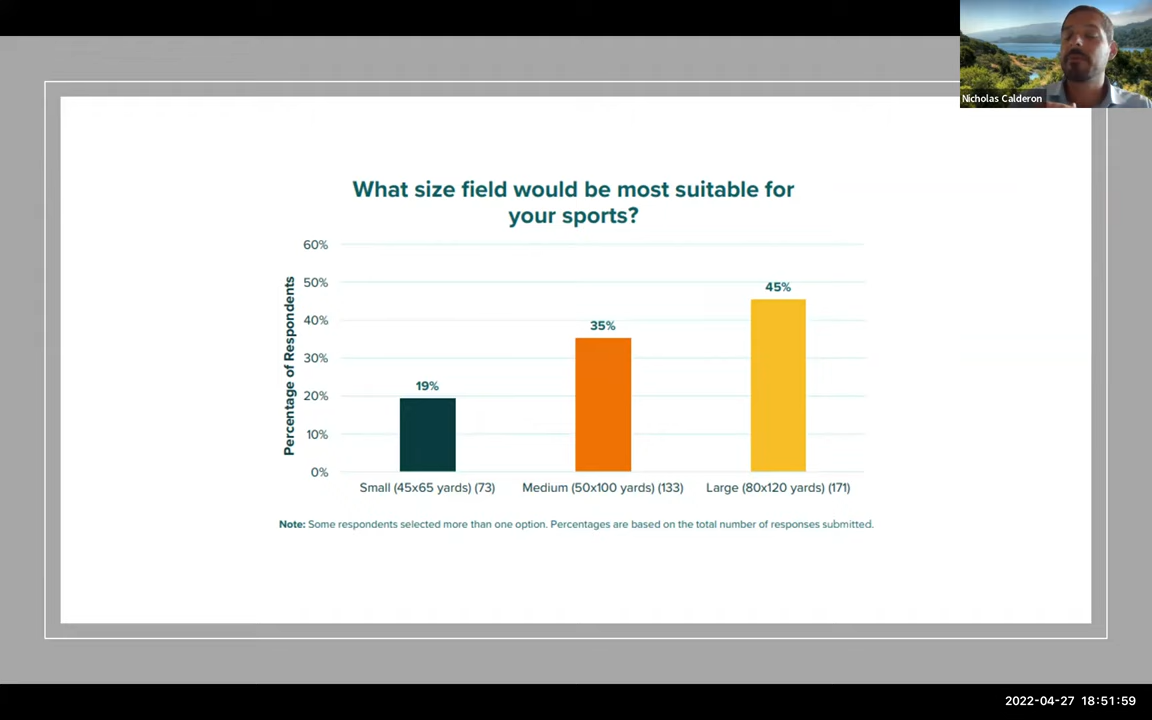 Nicholas Calderon
What size field would be most suitable for
your sports?
Percentage of Respondents
60%
50%
40%
30%
20%
10%
0%
19%
35%
45%
Small (45x65 yards) (73)
Medium (50x100 yards) (133)
Large (80x120 yards) (171)
Note: Some respondents selected more than one option. Percentages are based on the total number of responses submitted.
2022-04-27 18:51:59